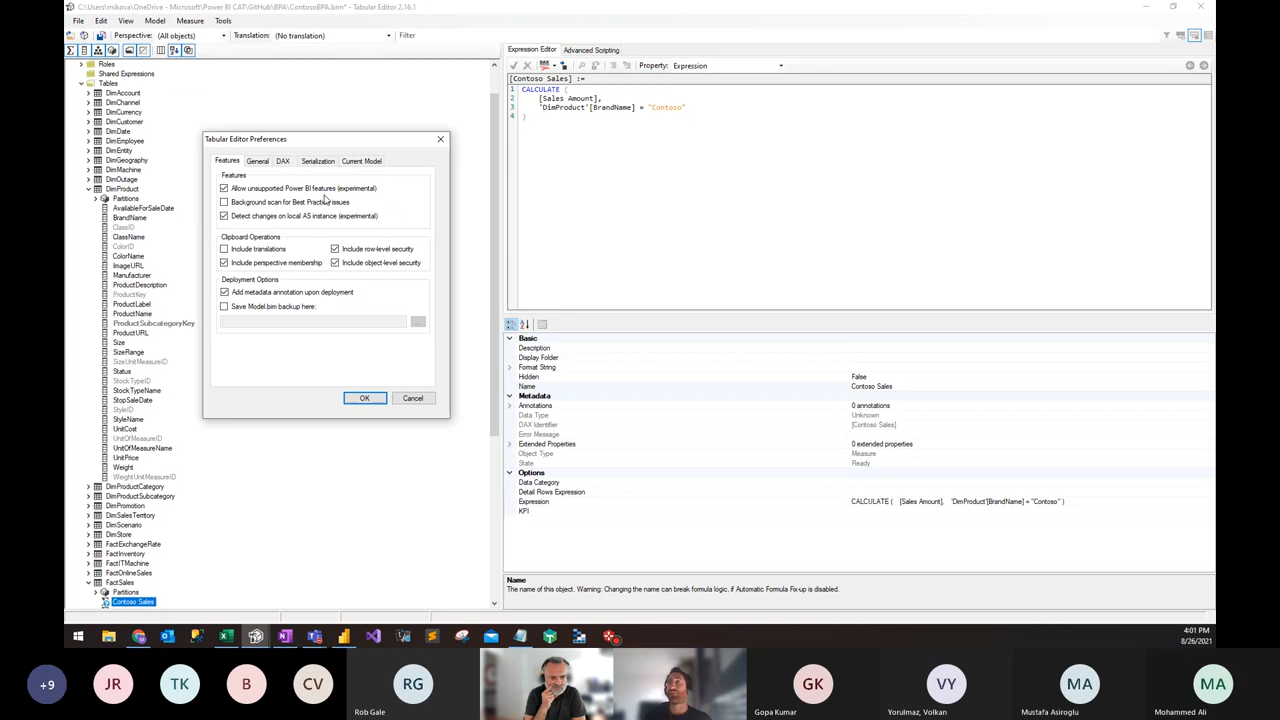 C:\Users\mikova\OneDrive - Microsoft\Power BI CAT\GitHub\BPA\ContosoBPA.bim* - Tabular Editor 2.16.1
File Edit View Model Measure Tools
Perspective: (All objects) Translation: (No translation) Filter
Roles
Shared Expressions
Tables
DimAccount
DimChannel
DimCurrency
DimCustomer
DimDate
DimEmployee
DimEntity
DimGeography
DimMachine
DimOutage
DimProduct
Partitions
AvailableForSaleDate
BrandName
ClassID
ClassName
ColorID
ColorName
ImageURL
Manufacturer
ProductDescription
ProductKey
ProductLabel
ProductName
ProductSubcategoryKey
ProductURL
Size
SizeRange
SizeUnitMeasureID
Status
StockTypeID
StockTypeName
StopSaleDate
StyleID
StyleName
UnitCost
UnitOfMeasureID
UnitOfMeasureName
UnitPrice
Weight
WeightUnitMeasureID
DimProductCategory
DimProductSubcategory
DimPromotion
DimSalesTerritory
DimScenario
DimStore
FactExchangeRate
FactInventory
FactITMachine
FactOnlineSales
FactSales
Partitions
Contoso Sales
Tabular Editor Preferences
Features General DAX Serialization Current Model
Features
Allow unsupported Power BI features (experimental)
Background scan for Best Practice issues
Detect changes on local AS instance (experimental)
Clipboard Operations
Include translations Include row-level security
Include perspective membership Include object-level security
Deployment Options
Add metadata annotation upon deployment
Save Model.bim backup here:
...
OK Cancel
Expression Editor Advanced Scripting
DAX Property: Expression
[Contoso Sales] :=
1 CALCULATE (
2 [Sales Amount],
3 'DimProduct'[BrandName] = "Contoso"
4 )
Basic
Description
Display Folder
Format String
Hidden False
Name Contoso Sales
Metadata
Annotations 0 annotations
Data Type Unknown
DAX Identifier [Contoso Sales]
Error Message
Extended Properties 0 extended properties
Object Type Measure
State Ready
Options
Data Category
Detail Rows Expression
Expression CALCULATE ( [Sales Amount], 'DimProduct'[BrandName] = "Contoso" )
KPI
Name
The name of this object. Warning: Changing the name can break formula logic, if Automatic Formula Fix-up is disabled.
4:01 PM
8/26/2021
+9 JR TK B CV RG GK VY MA MA
Rob Gale Gopa Kumar Yorulmaz, Volkan Mustafa Asiroglu Mohammed Ali